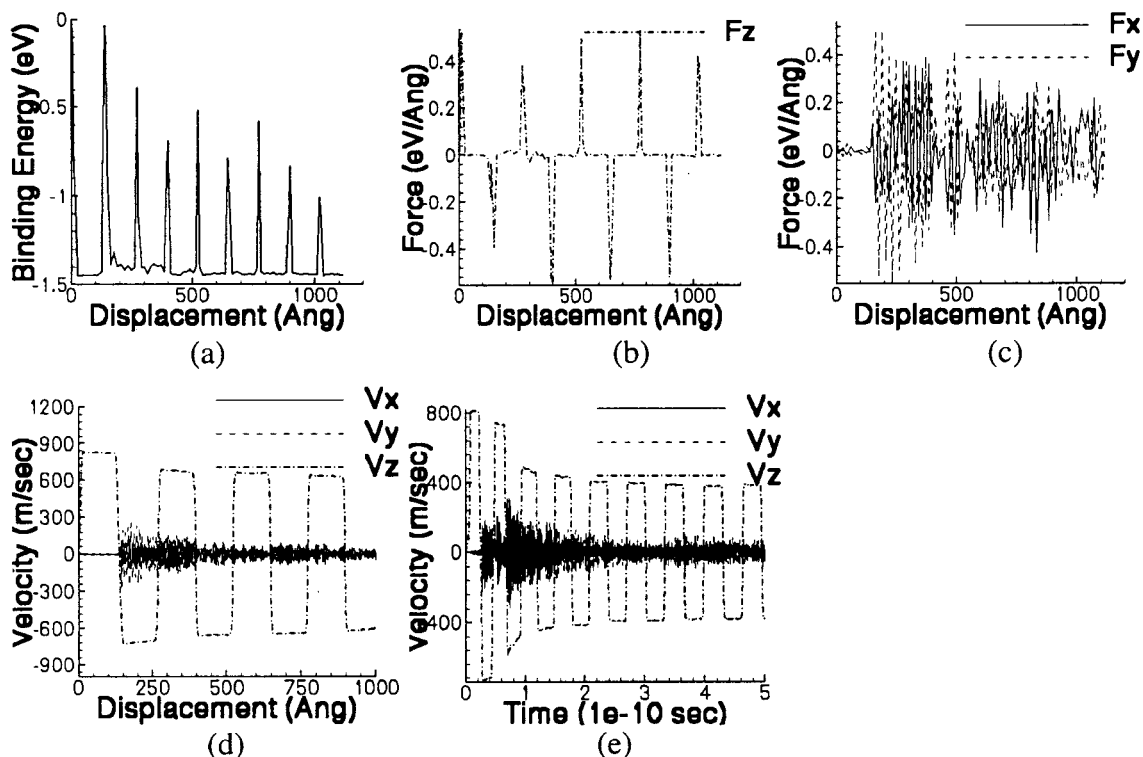 0
-0.5
-1
-1.5
Binding Energy (eV)
0 500 1000
Displacement (Ang)
(a)
Fz
0.4
0.2
0
0.2
0.4
Force (eV/Ang)
0 500 1000
Displacement (Ang)
(b)
Fx
Fy
0.4
0.2
0
0.2
0.4
Force (eV/Ang)
0 500 1000
Displacement (Ang)
(c)
Vx
Vy
Vz
1200
900
600
300
0
-300
-600
-900
Velocity (m/sec)
0 250 500 750 1000
Displacement (Ang)
(d)
Vx
Vy
Vz
800
400
0
400
Velocity (m/sec)
0 1 2 3 4 5
Time (1e-10 sec)
(e)